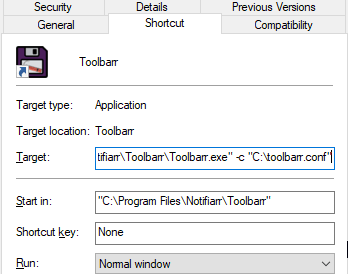 Security Details Previous Versions
General Shortcut Compatibility
Toolbarr
Target type: Application
Target location: Toolbarr
Target: tifiarr\Toolbarr\Toolbarr.exe" -c "C:\toolbarr.conf"
Start in: "C:\Program Files\Notifiarr\Toolbarr"
Shortcut key: None
Run: Normal window